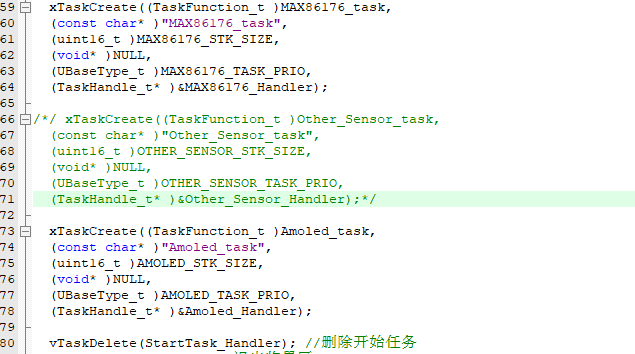 59 xTaskCreate((TaskFunction_t )MAX86176_task,
60 (const char* )"MAX86176_task",
61 (uint16_t )MAX86176_STK_SIZE,
62 (void* )NULL,
63 (UBaseType_t )MAX86176_TASK_PRIO,
64 (TaskHandle_t* )&MAX86176_Handler);
65
66 /*/ xTaskCreate((TaskFunction_t )Other_Sensor_task,
67 (const char* )"Other_Sensor_task",
68 (uint16_t )OTHER_SENSOR_STK_SIZE,
69 (void* )NULL,
70 (UBaseType_t )OTHER_SENSOR_TASK_PRIO,
71 (TaskHandle_t* )&Other_Sensor_Handler);*/
72
73 xTaskCreate((TaskFunction_t )Amoled_task,
74 (const char* )"Amoled_task",
75 (uint16_t )AMOLED_STK_SIZE,
76 (void* )NULL,
77 (UBaseType_t )AMOLED_TASK_PRIO,
78 (TaskHandle_t* )&Amoled_Handler);
79
80 vTaskDelete(StartTask_Handler); //删除开始任务